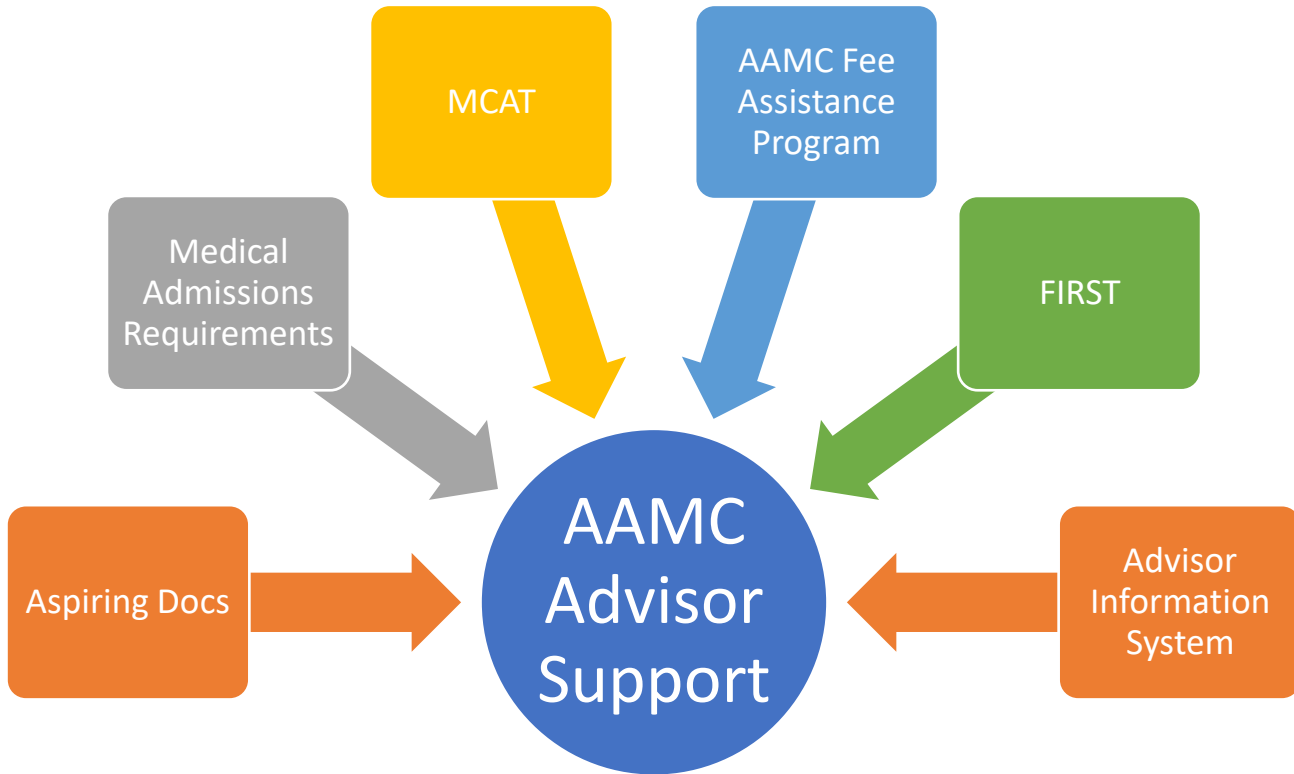 MCAT
AAMC Fee
Assistance
Program
Medical
Admissions
Requirements
FIRST
Aspiring Docs
AAMC
Advisor
Support
Advisor
Information
System